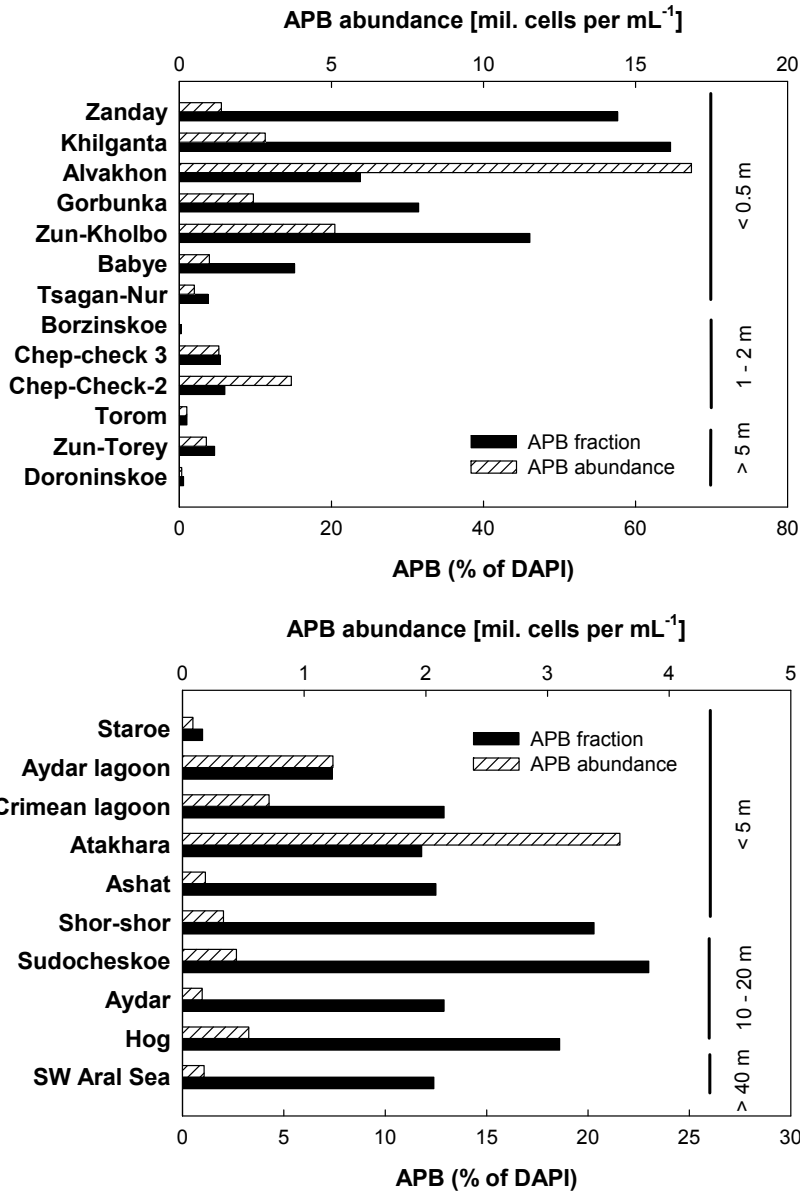 APB abundance [mil. cells per mL⁻¹]
0 5 10 15 20
Zanday
Khilganta
Alvakhon
Gorbunka
Zun-Kholbo
Babye
Tsagan-Nur
Borzinskoe
Chep-check 3
Chep-Check-2
Torom
Zun-Torey
Doroninskoe
< 0.5 m
1 - 2 m
> 5 m
APB fraction
APB abundance
0 20 40 60 80
APB (% of DAPI)
APB abundance [mil. cells per mL⁻¹]
0 1 2 3 4 5
Staroe
Aydar lagoon
Crimean lagoon
Atakhara
Ashat
Shor-shor
Sudocheskoe
Aydar
Hog
SW Aral Sea
APB fraction
APB abundance
< 5 m
10 - 20 m
> 40 m
0 5 10 15 20 25 30
APB (% of DAPI)